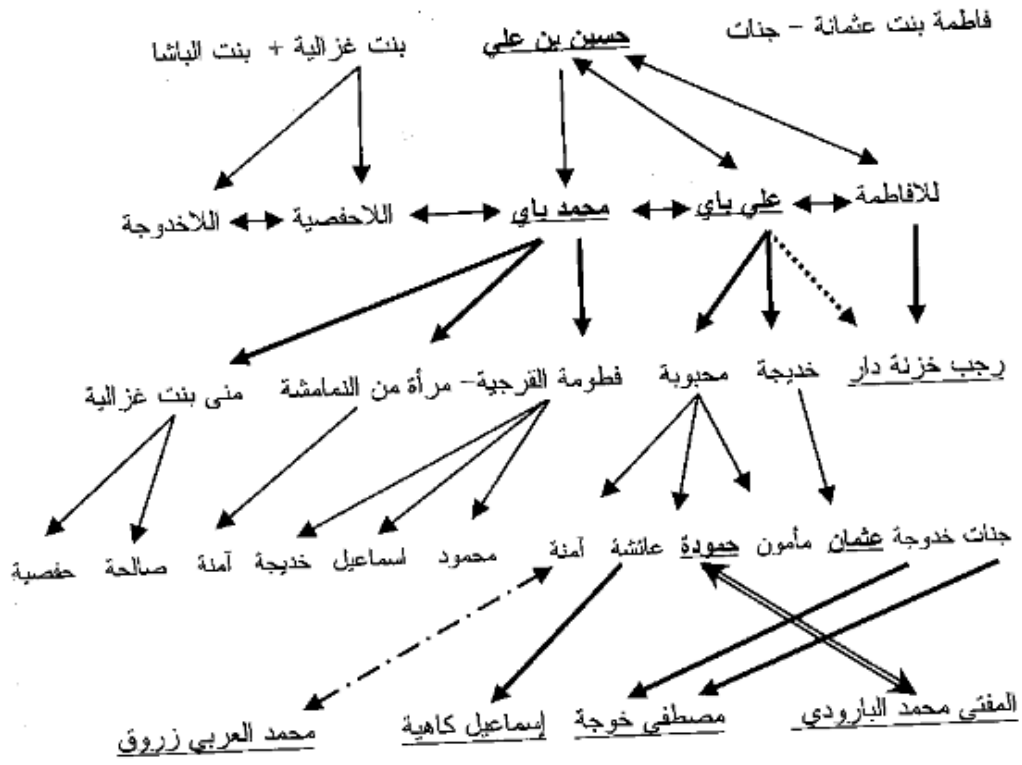 فاطمة بنت عثمانة – جنات حسين بن علي بنت غزالية + بنت الباشا
للافاطمة علي باي محمد باي اللاحفصية اللاخدوجة
رجب خزنة دار خديجة محبوبة فطومة القرجية– مرأة من النمامشة منى بنت غزالية
جنات خدوجة عثمان مأمون حمودة عائشة آمنة محمود اسماعيل خديجة آمنة صالحة حفصية
المفتي محمد البارودي مصطفى خوجة إسماعيل كاهية محمد العربي زروق